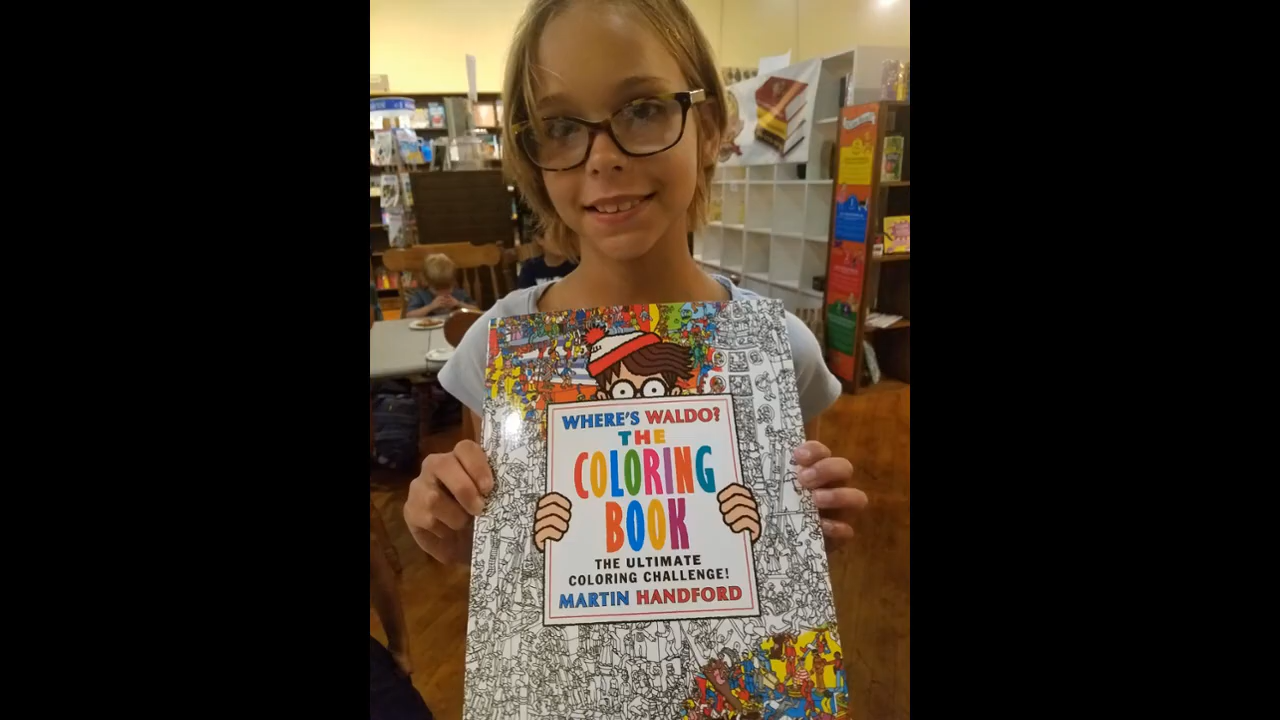 WHERE'S WALDO?
THE
COLORING
BOOK
THE ULTIMATE
COLORING CHALLENGE!
MARTIN HANDFORD